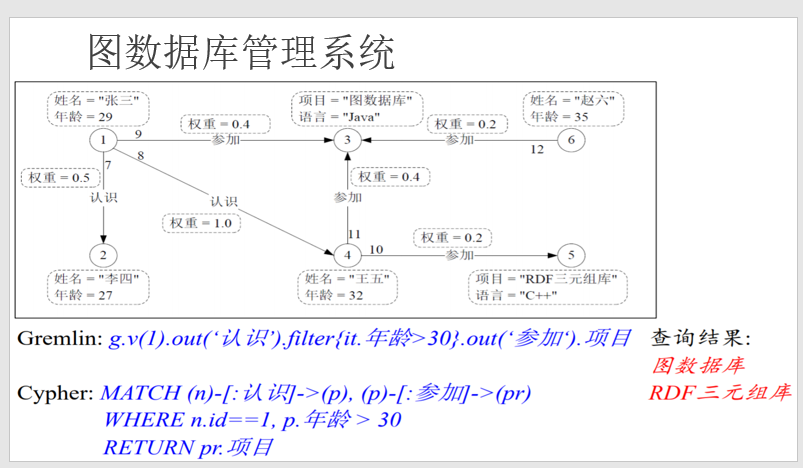 图数据库管理系统
姓名 = "张三"
年龄 = 29
项目 = "图数据库"
语言 = "Java"
姓名 = "赵六"
年龄 = 35
权重 = 0.4
权重 = 0.2
1
9
参加
3
参加
12
6
8
7
权重 = 0.5
权重 = 0.4
认识
认识
参加
权重 = 1.0
11
权重 = 0.2
10
2
4
参加
5
姓名 = "李四"
年龄 = 27
姓名 = "王五"
年龄 = 32
项目 = "RDF三元组库"
语言 = "C++"
Gremlin: g.v(1).out(‘认识’).filter{it.年龄>30}.out(‘参加‘).项目
查询结果:
图数据库
RDF三元组库
Cypher: MATCH (n)-[:认识]->(p), (p)-[:参加]->(pr)
WHERE n.id==1, p.年龄 > 30
RETURN pr.项目